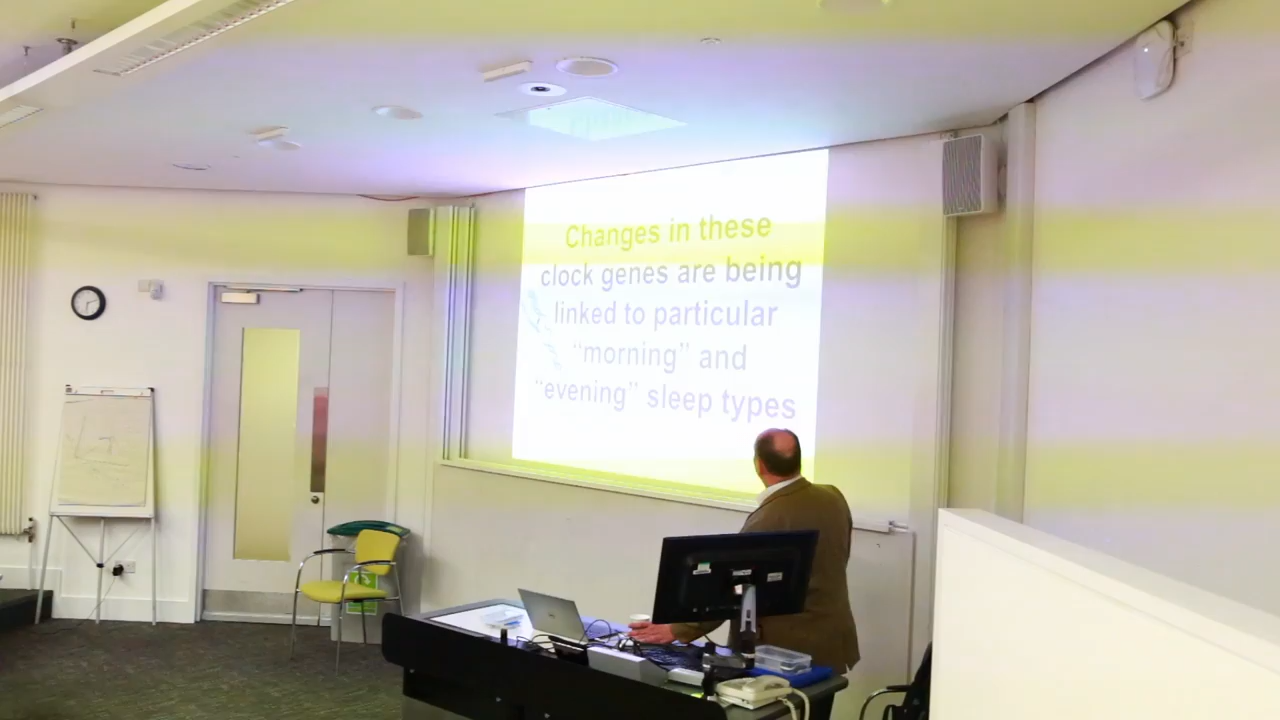 Changes in these
clock genes are being
linked to particular
“morning” and
“evening” sleep types